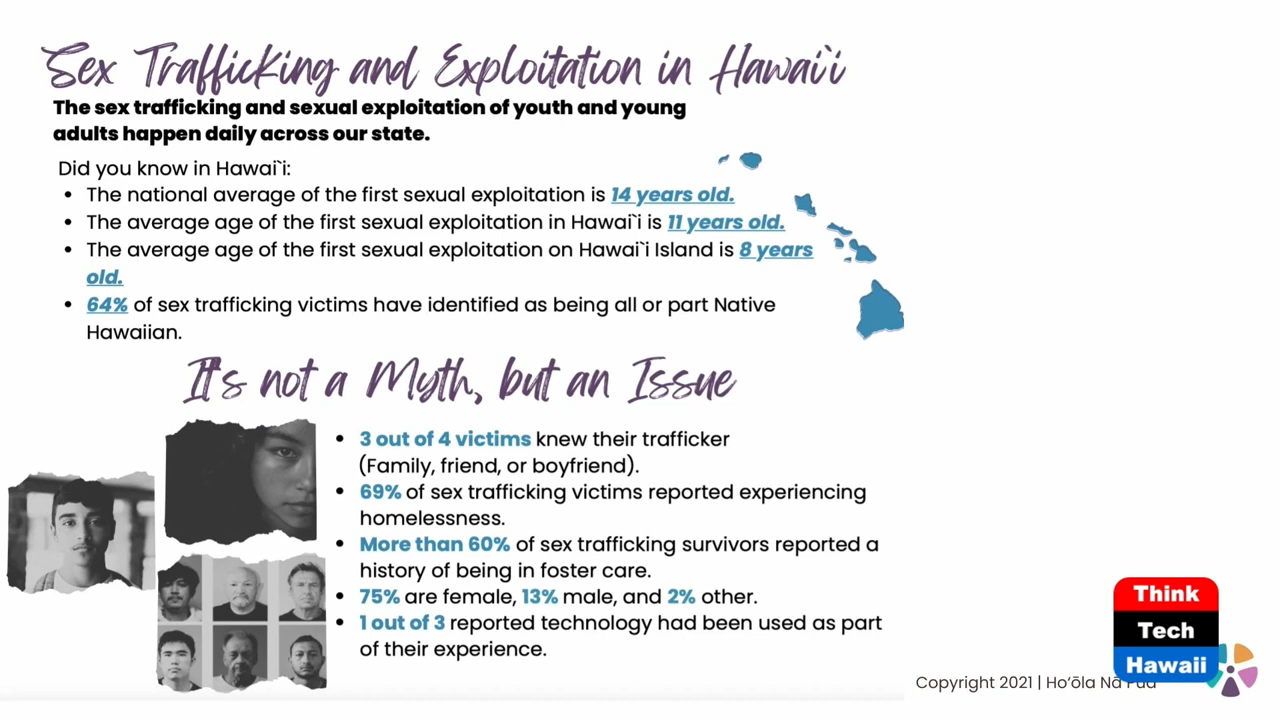 Sex Trafficking and Exploitation in Hawai`i
The sex trafficking and sexual exploitation of youth and young
adults happen daily across our state.
Did you know in Hawai`i:
• The national average of the first sexual exploitation is 14 years old.
• The average age of the first sexual exploitation in Hawai`i is 11 years old.
• The average age of the first sexual exploitation on Hawai`i Island is 8 years
old.
• 64% of sex trafficking victims have identified as being all or part Native
Hawaiian.
It's not a Myth, but an Issue
• 3 out of 4 victims knew their trafficker
(Family, friend, or boyfriend).
• 69% of sex trafficking victims reported experiencing
homelessness.
• More than 60% of sex trafficking survivors reported a
history of being in foster care.
• 75% are female, 13% male, and 2% other.
• 1 out of 3 reported technology had been used as part
of their experience.
Think
Tech
Hawaii
Copyright 2021 | Ho‘ōla Nā